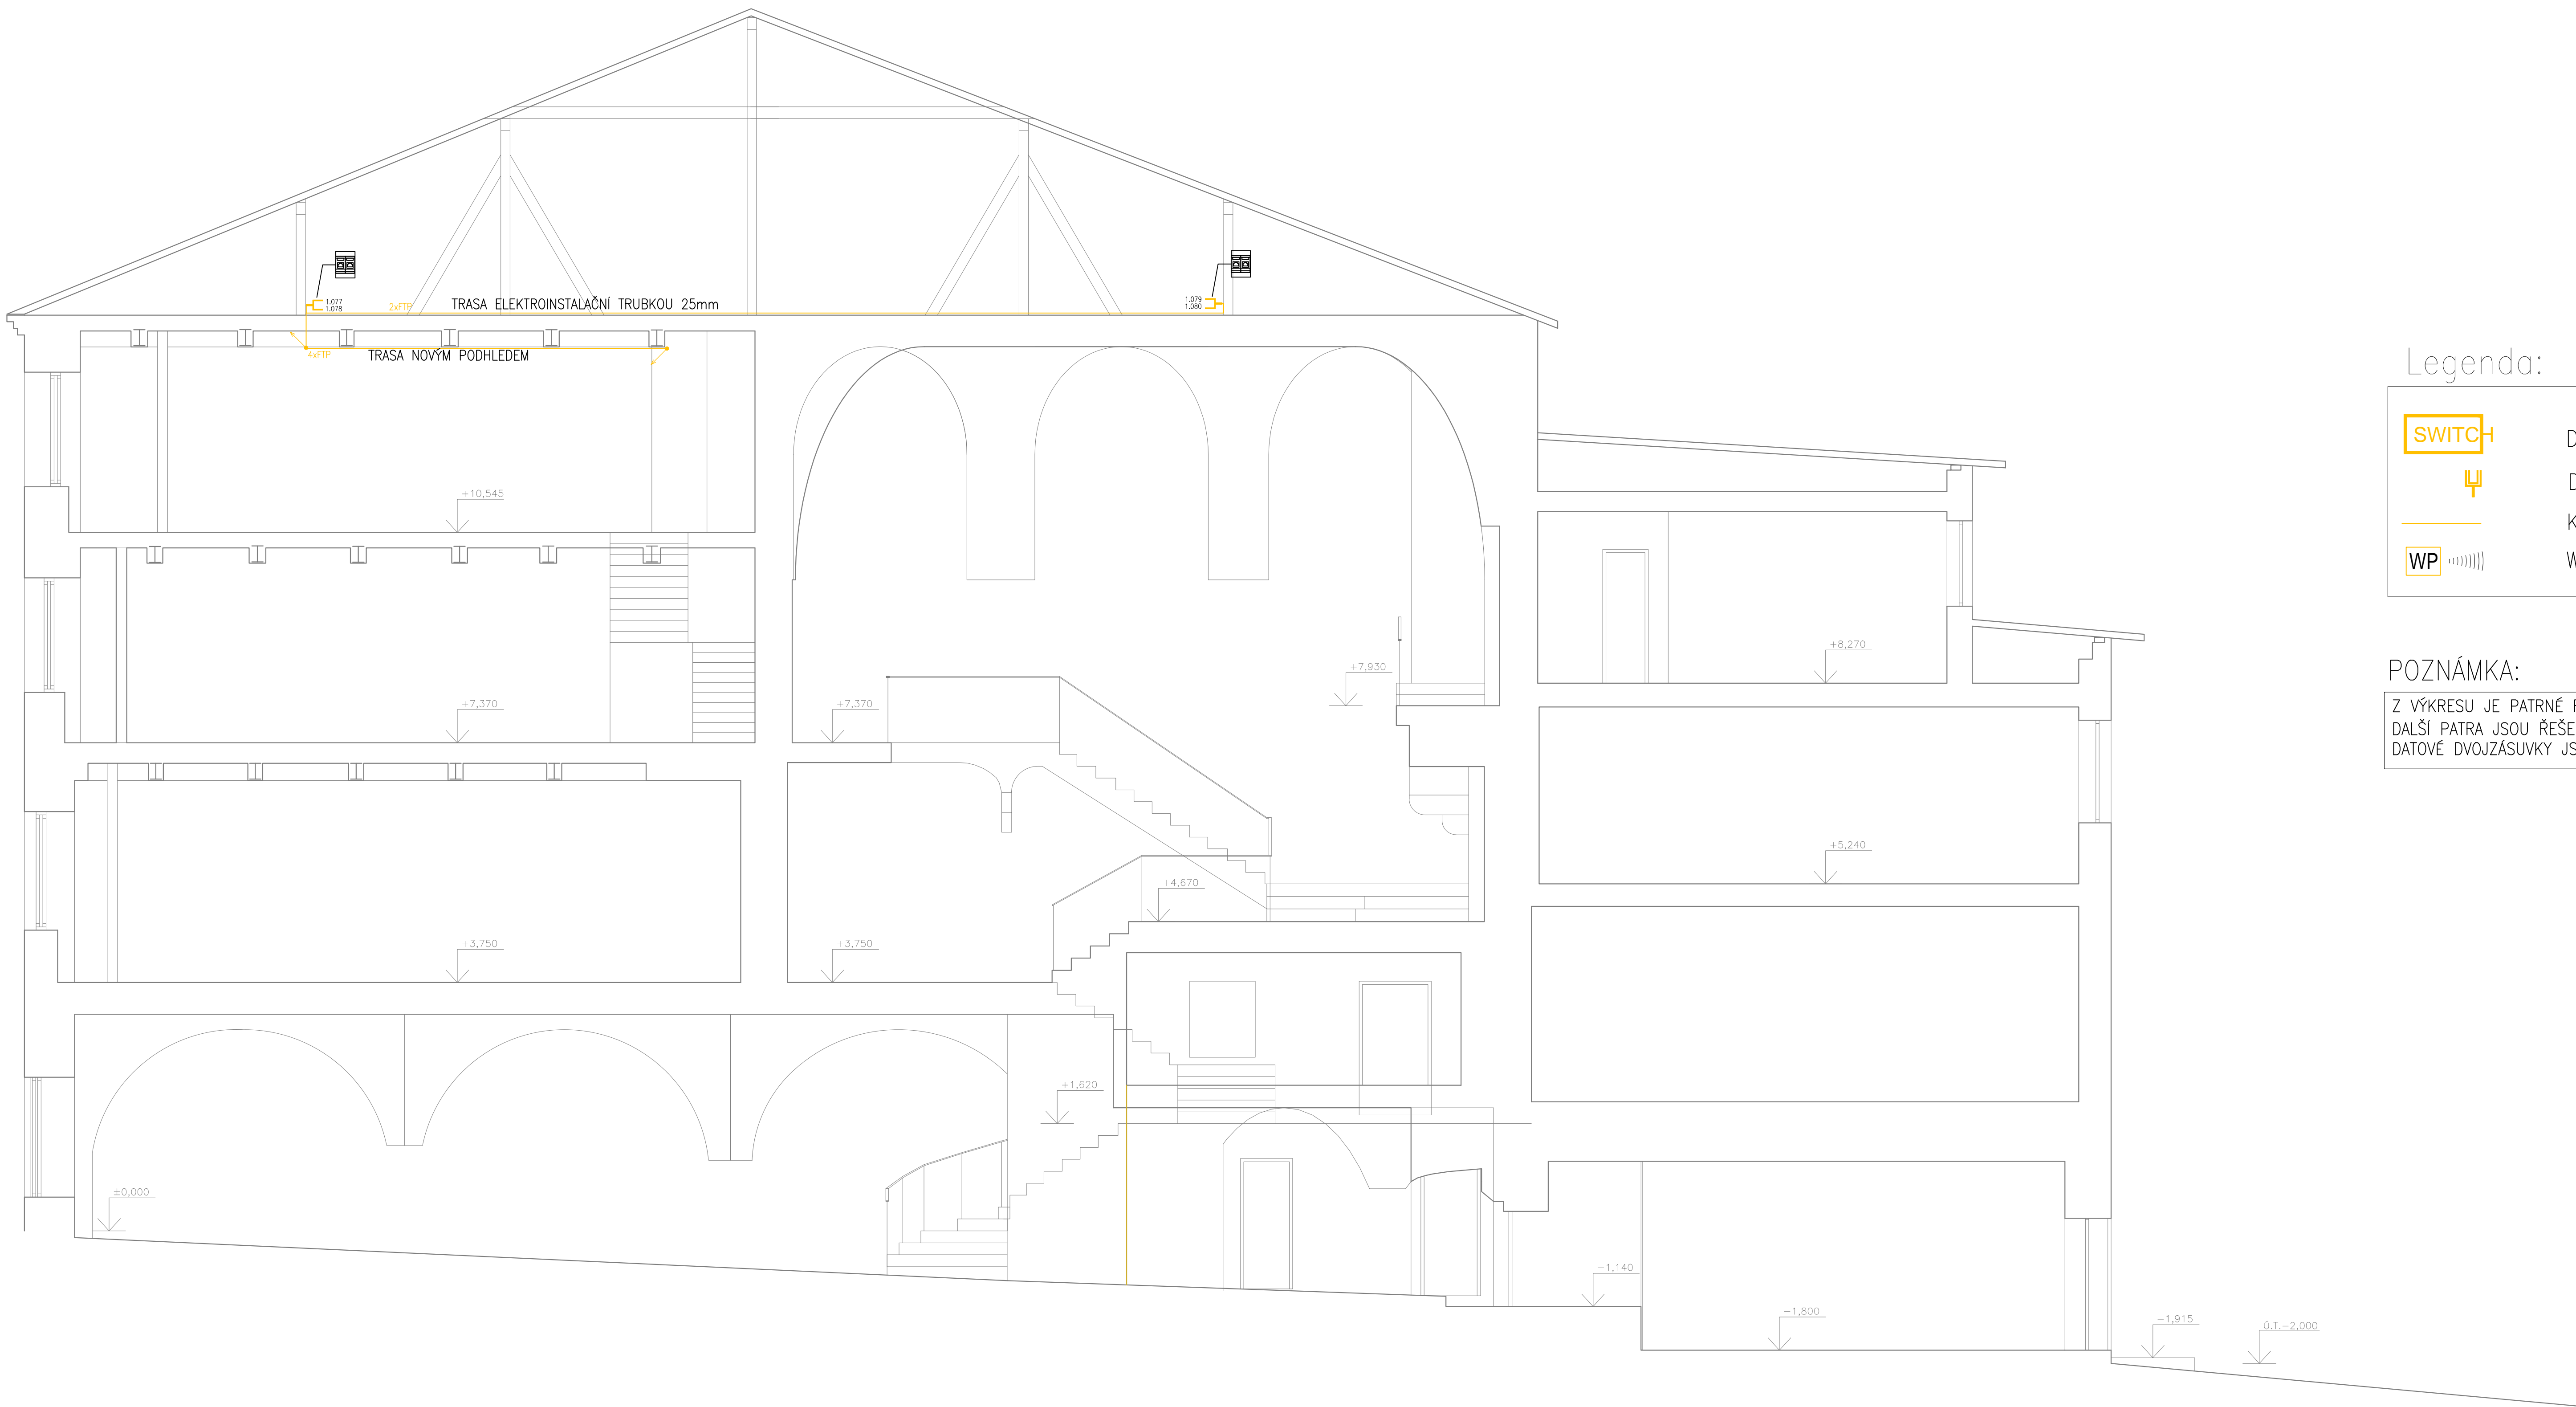 1.077
1.078
2xFTP
TRASA ELEKTROINSTALAČNÍ TRUBKOU 25mm
1.079
1.080
4xFTP
TRASA NOVÝM PODHLEDEM
+10,545
+7,370
+7,370
+7,930
+8,270
+3,750
+3,750
+4,670
+5,240
+1,620
±0,000
-1,140
-1,800
-1,915
Ú.T.-2,000
Legenda:
SWITCH
D
D
K
WP
W
POZNÁMKA:
Z VÝKRESU JE PATRNÉ
DALŠÍ PATRA JSOU ŘEŠE
DATOVÉ DVOJZÁSUVKY JS